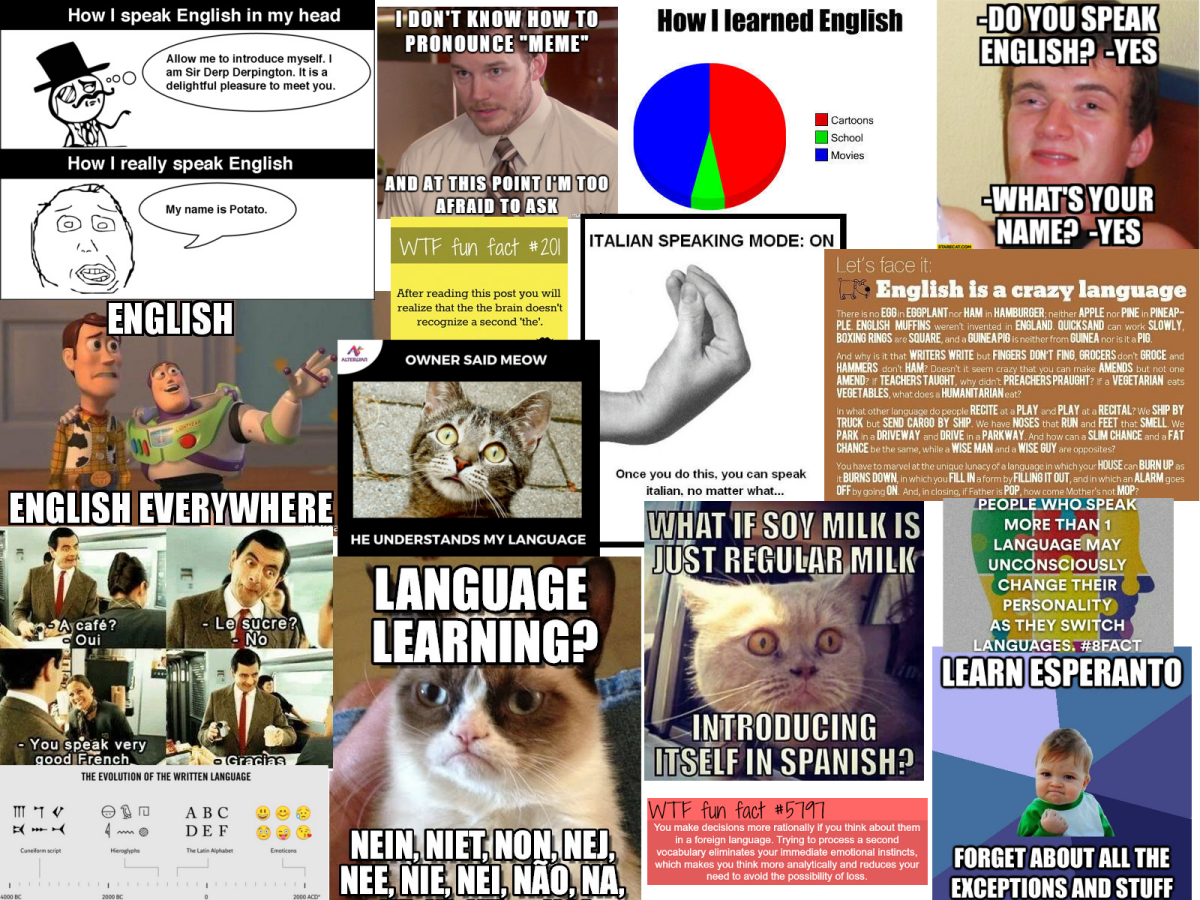 How I speak English in my head
Allow me to introduce myself. I
am Sir Derp Derpington. It is a
delightful pleasure to meet you.
How I really speak English
My name is Potato.
I DON'T KNOW HOW TO
PRONOUNCE "MEME"
AND AT THIS POINT I'M TOO
AFRAID TO ASK
How I learned English
Cartoons
School
Movies
-DO YOU SPEAK
ENGLISH? -YES
-WHAT'S YOUR
NAME? -YES
STARECAT.COM
WTF fun fact #201
After reading this post you will
realize that the the brain doesn't
recognize a second 'the'.
ITALIAN SPEAKING MODE: ON
Once you do this, you can speak
italian, no matter what...
Let's face it:
English is a crazy language
There is no EGG in EGGPLANT nor HAM in HAMBURGER; neither APPLE nor PINE in PINEAP-
PLE. ENGLISH MUFFINS weren't invented in ENGLAND. QUICKSAND can work SLOWLY,
BOXING RINGS are SQUARE, and a GUINEA PIG is neither from GUINEA nor is it a PIG.
And why is it that WRITERS WRITE but FINGERS DON'T FING, GROCERS don't GROCE and
HAMMERS don't HAM? Doesn't it seem crazy that you can make AMENDS but not one
AMEND? If TEACHERS TAUGHT, why didn't PREACHERS PRAUGHT? If a VEGETARIAN eats
VEGETABLES, what does a HUMANITARIAN eat?
In what other language do people RECITE at a PLAY and PLAY at a RECITAL? We SHIP BY
TRUCK but SEND CARGO BY SHIP. We have NOSES that RUN and FEET that SMELL. We
PARK in a DRIVEWAY and DRIVE in a PARKWAY. And how can a SLIM CHANCE and a FAT
CHANCE be the same, while a WISE MAN and a WISE GUY are opposites?
You have to marvel at the unique lunacy of a language in which your HOUSE can BURN UP as
it BURNS DOWN, in which you FILL IN a form by FILLING IT OUT, and in which an ALARM goes
OFF by going ON. And, in closing, if Father is POP, how come Mother's not MOP?
ENGLISH
LIGHTYEAR
ENGLISH EVERYWHERE
OWNER SAID MEOW
HE UNDERSTANDS MY LANGUAGE
- A café?
- Oui
- Le sucre?
- No
- You speak very
good French
- Gracias
LANGUAGE
LEARNING?
NEIN, NIET, NON, NEJ,
NEE, NIE, NEI, NÃO, NA,
WHAT IF SOY MILK IS
JUST REGULAR MILK
INTRODUCING
ITSELF IN SPANISH?
PEOPLE WHO SPEAK
MORE THAN 1
LANGUAGE MAY
UNCONSCIOUSLY
CHANGE THEIR
PERSONALITY
AS THEY SWITCH
LANGUAGES. #8FACT
LEARN ESPERANTO
FORGET ABOUT ALL THE
EXCEPTIONS AND STUFF
THE EVOLUTION OF THE WRITTEN LANGUAGE
A B C
D E F
Cuneiform script
Hieroglyphs
The Latin Alphabet
Emoticons
4000 BC
2000 BC
0
2000 ACD*
WTF fun fact #5797
You make decisions more rationally if you think about them
in a foreign language. Trying to process a second
vocabulary eliminates your immediate emotional instincts,
which makes you think more analytically and reduces your
need to avoid the possibility of loss.